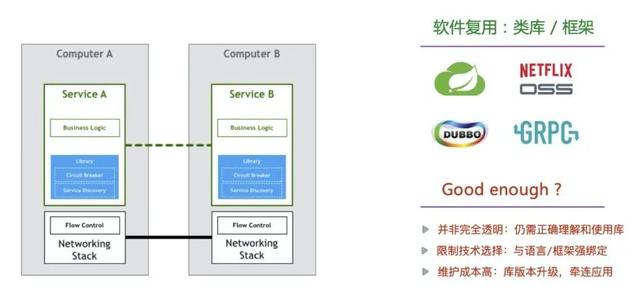 Computer A
Service A
Business Logic
Library
Circuit Breaker
Service Discovery
Flow Control
Networking
Stack
Computer B
Service B
Business Logic
Library
Circuit Breaker
Service Discovery
Flow Control
Networking
Stack
软件复用：类库 / 框架
NETFLIX
OSS
DUBBO
GRPC
Good enough ?
并非完全透明：仍需正确理解和使用库
限制技术选择：与语言/框架强绑定
维护成本高：库版本升级，牵连应用